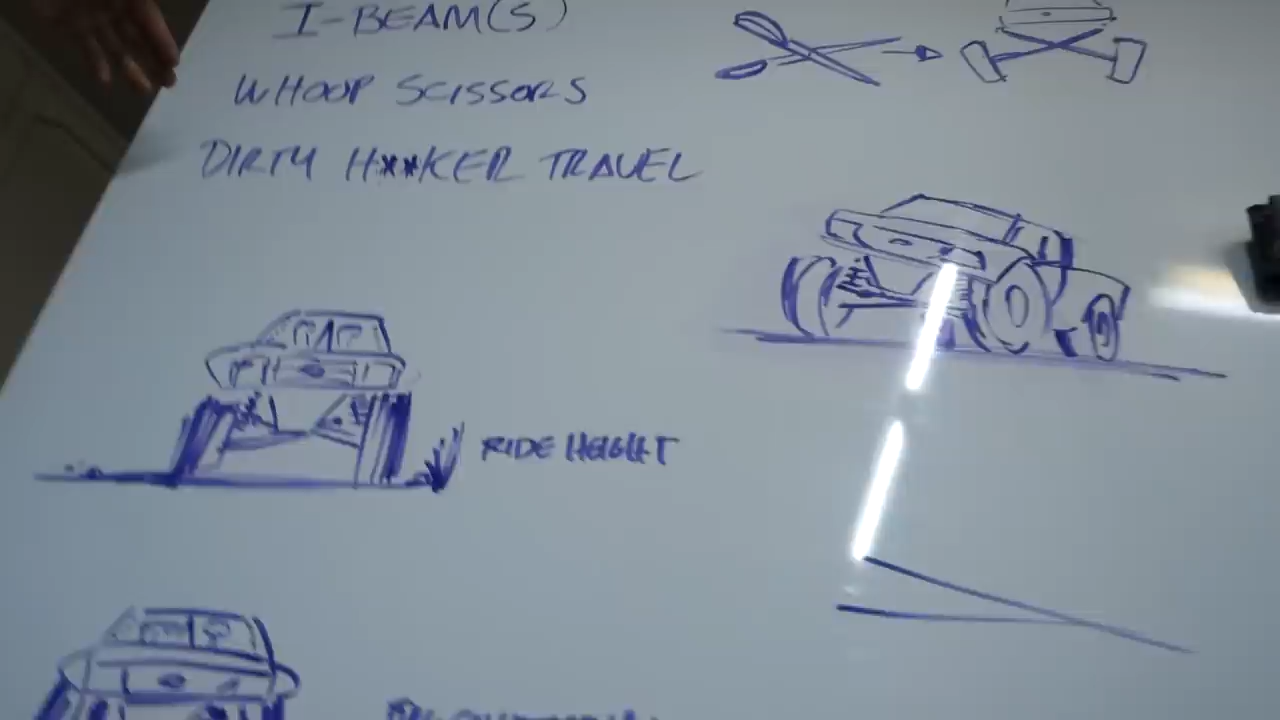 I-BEAM(S)
WHOOP SCISSORS
DIRTY H**KER TRAVEL
RIDE HEIGHT